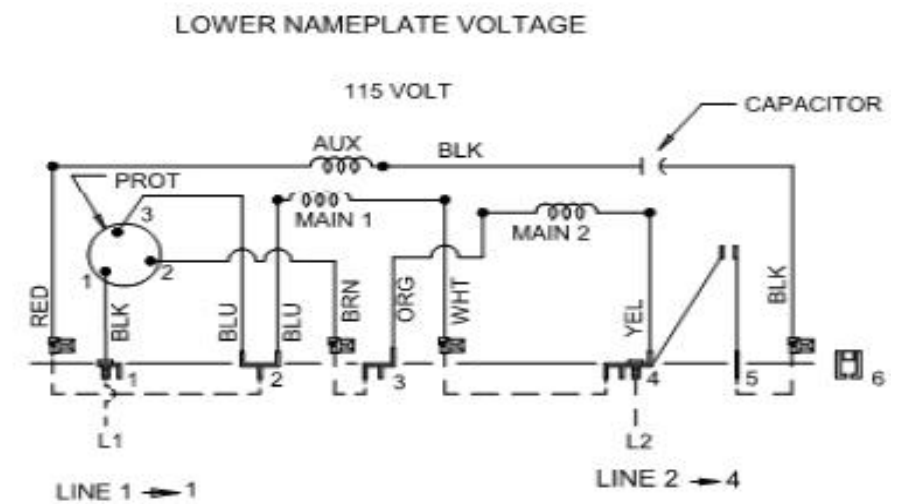 LOWER NAMEPLATE VOLTAGE
115 VOLT
CAPACITOR
AUX
BLK
PROT
MAIN 1
MAIN 2
3
1
2
RED
BLK
BLU
BLU
BRN
ORG
WHT
YEL
BLK
1
2
3
4
5
6
L1
L2
LINE 1 → 1
LINE 2 → 4